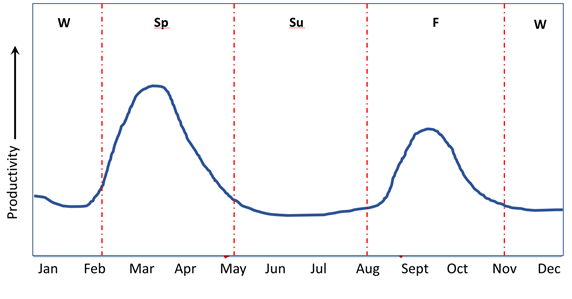 W Sp Su F W
Productivity
Jan Feb Mar Apr May Jun Jul Aug Sept Oct Nov Dec